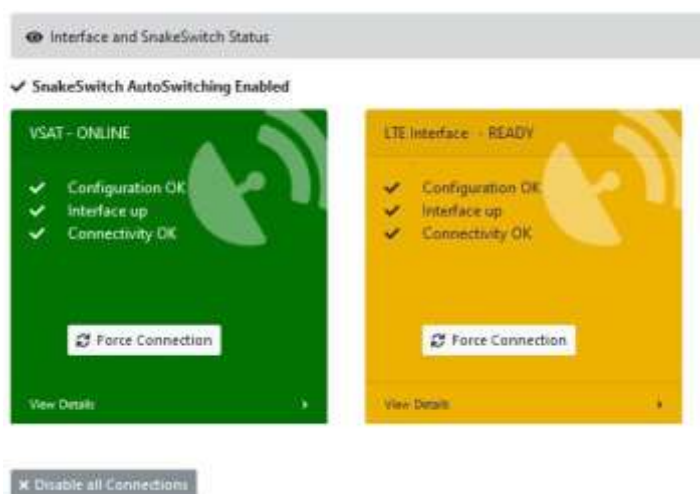 Interface and SnakeSwitch Status
SnakeSwitch AutoSwitching Enabled
VSAT - ONLINE
Configuration OK
Interface up
Connectivity OK
Force Connection
View Details
LTE Interface - READY
Configuration OK
Interface up
Connectivity OK
Force Connection
View Details
Disable all Connections